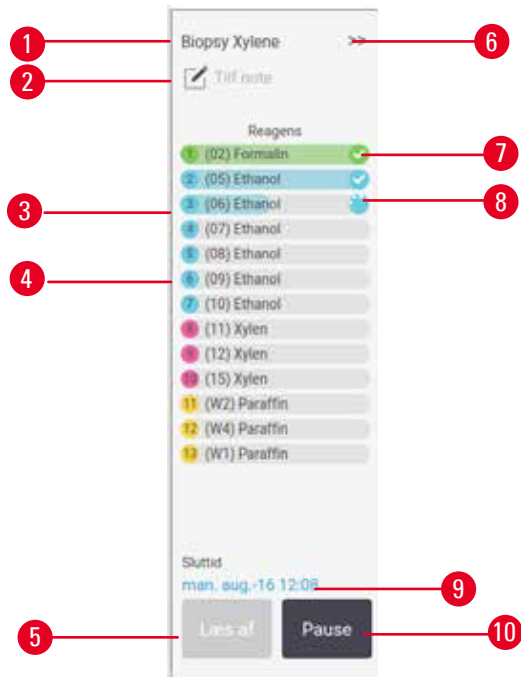 1
Biopsy Xylene >>
6
2
Tilf note
Reagens
1 (02) Formalin
7
2 (05) Ethanol
3
3 (06) Ethanol
8
4 (07) Ethanol
5 (08) Ethanol
4
6 (09) Ethanol
7 (10) Ethanol
8 (11) Xylen
9 (12) Xylen
10 (15) Xylen
11 (W2) Paraffin
12 (W4) Paraffin
13 (W1) Paraffin
Sluttid
man. aug.-16 12:08
9
5
Læs af
Pause
10